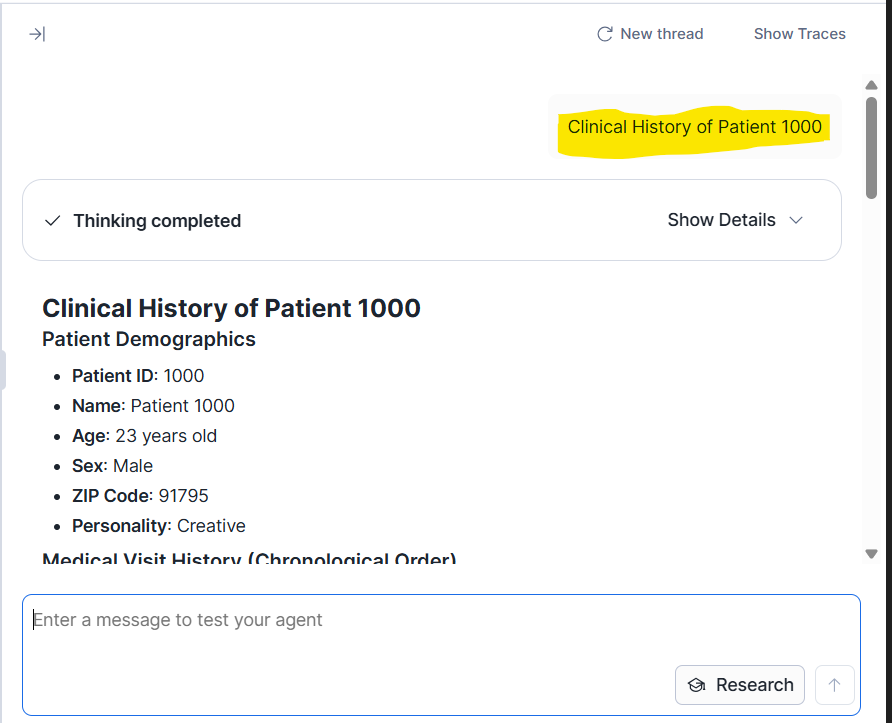 New thread
Show Traces
Clinical History of Patient 1000
Thinking completed
Show Details
Clinical History of Patient 1000
Patient Demographics
Patient ID: 1000
Name: Patient 1000
Age: 23 years old
Sex: Male
ZIP Code: 91795
Personality: Creative
Medical Visit History (Chronological Order)
Enter a message to test your agent
Research